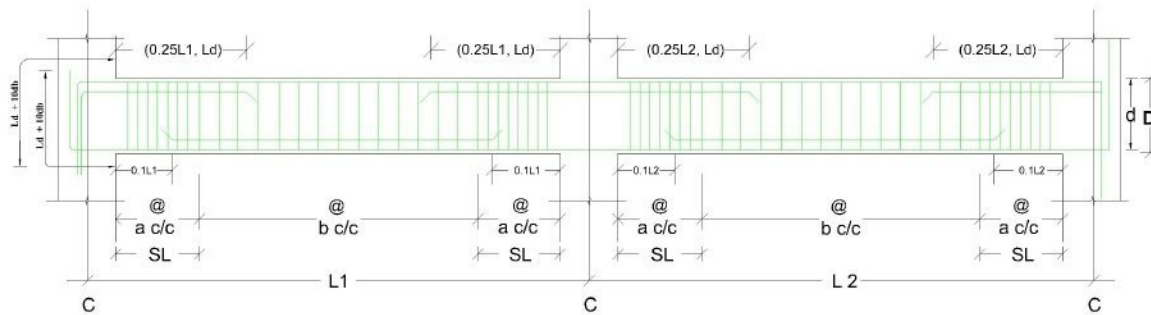 (0.25L1, Ld) (0.25L1, Ld) (0.25L2, Ld) (0.25L2, Ld)
Ld + 10db
Ld + 10db
d
D
0.1L1 0.1L1 0.1L2 0.1L2
@ @ @ @ @ @
a c/c b c/c a c/c a c/c b c/c a c/c
SL SL SL SL
L1 L 2
C C C